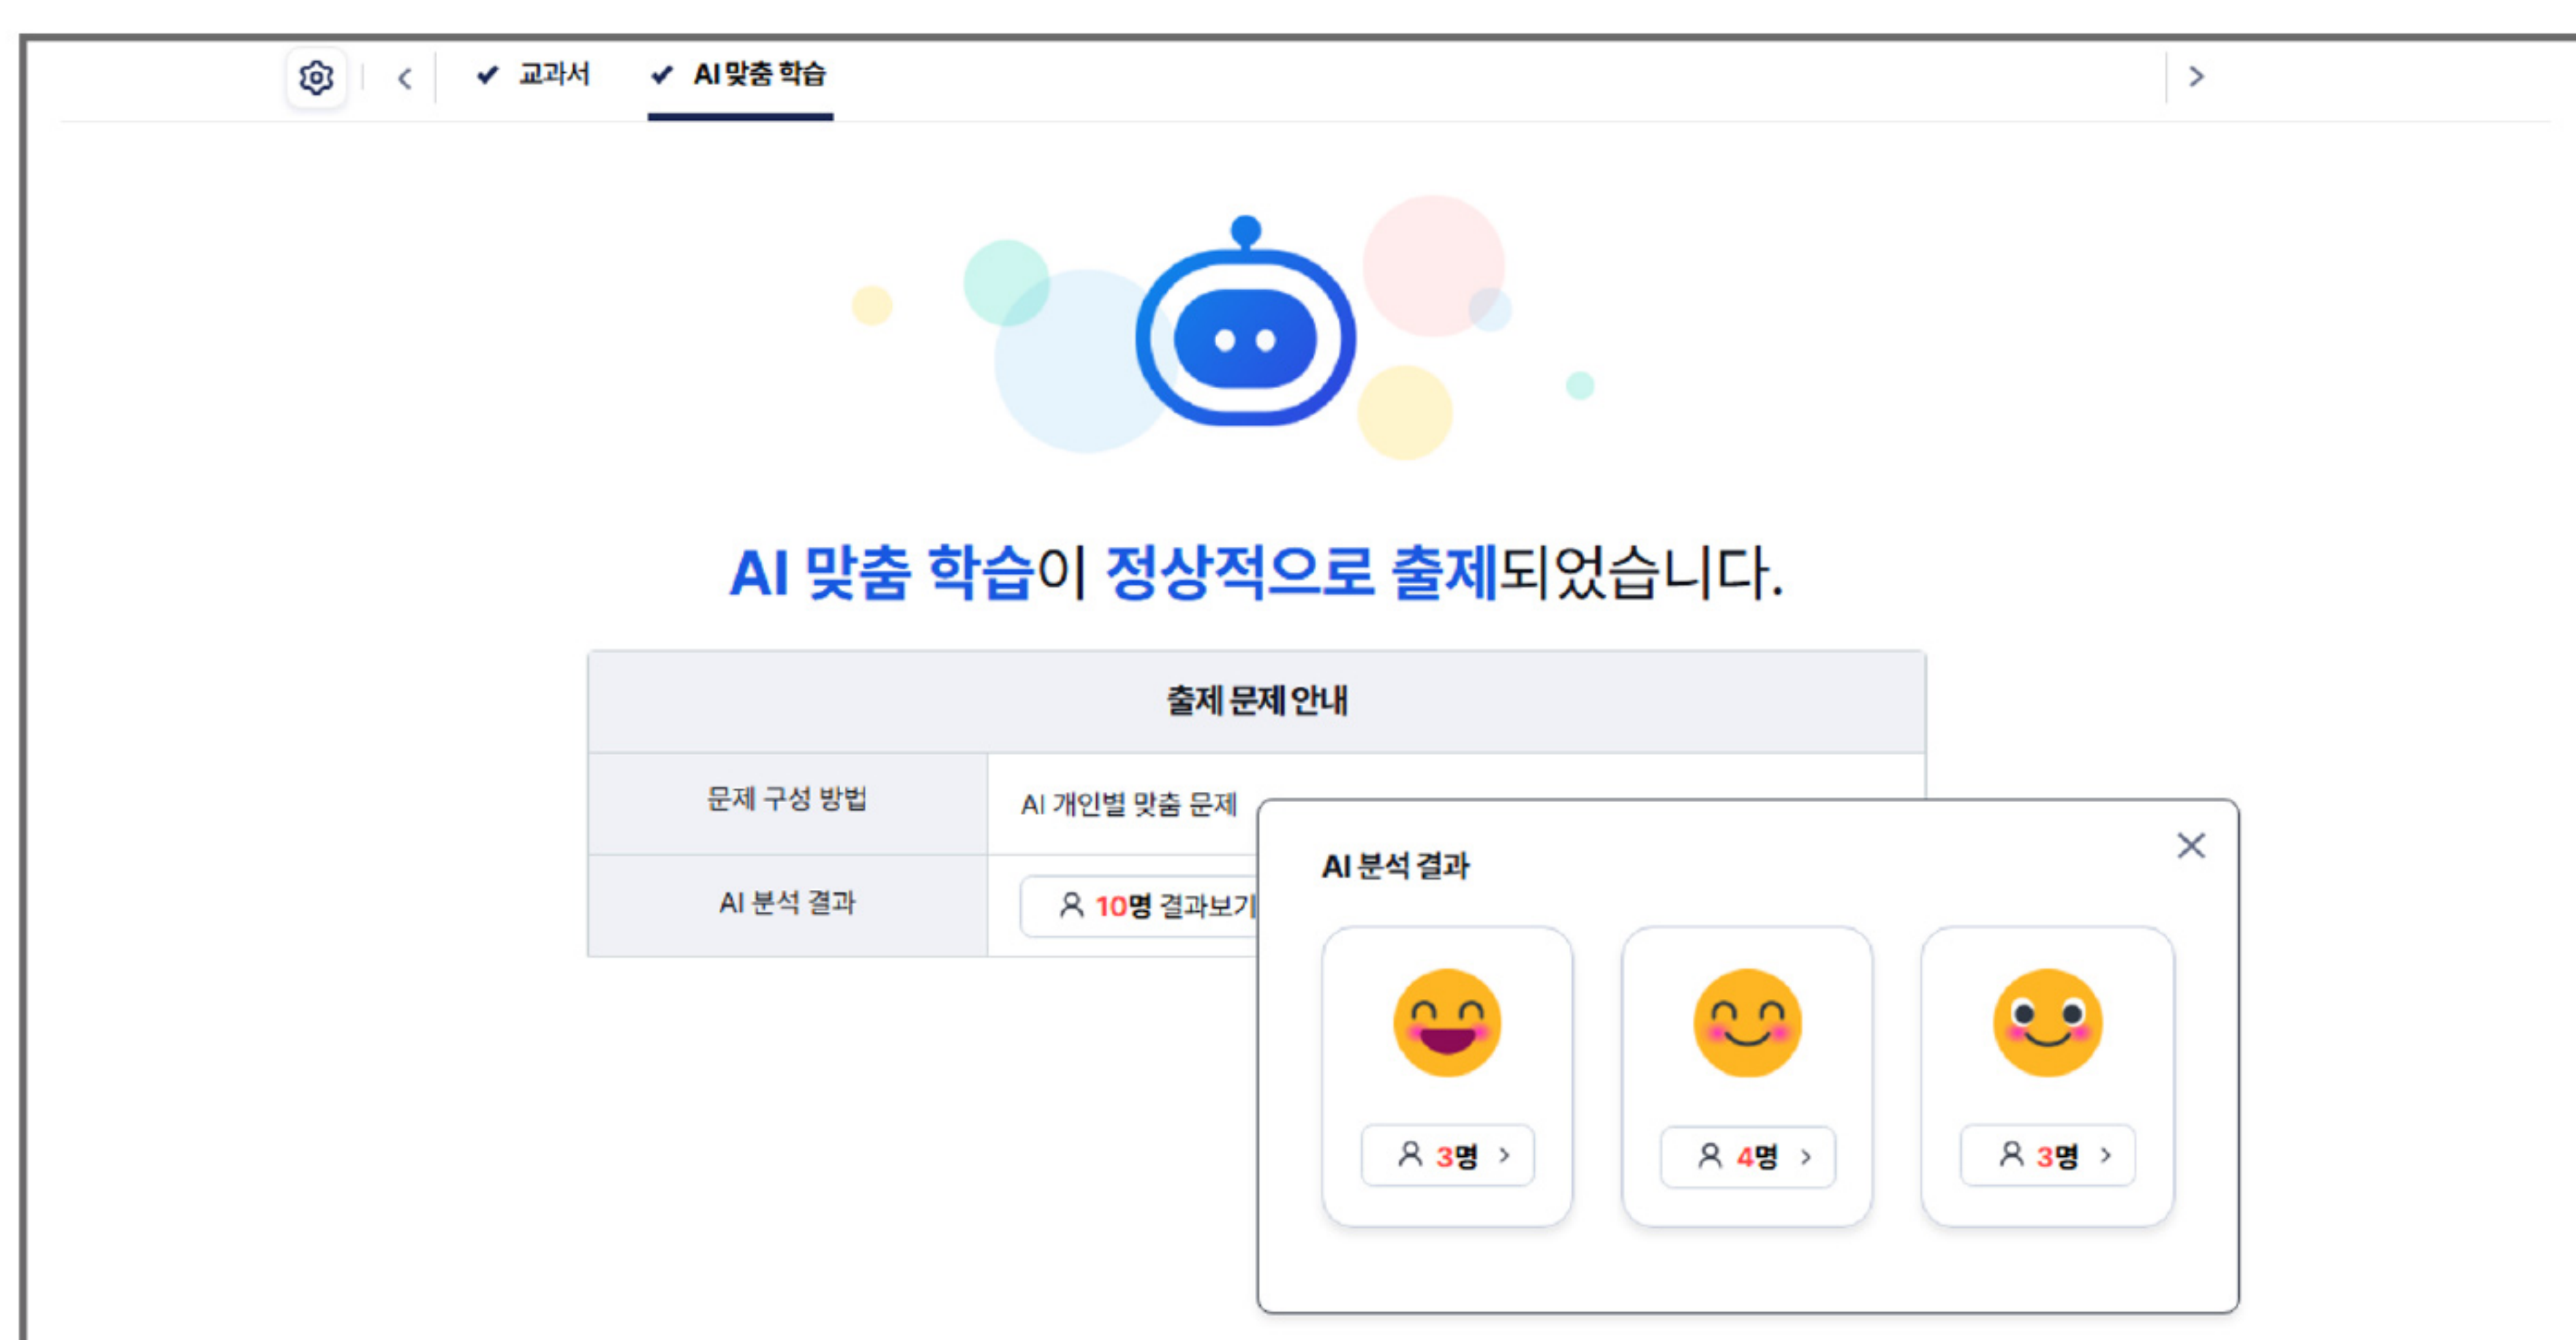 교과서
AI 맞춤 학습
AI 맞춤 학습이 정상적으로 출제되었습니다.
출제 문제 안내
문제 구성 방법
AI 개인별 맞춤 문제
AI 분석 결과
10명 결과보기
AI 분석 결과
3명
4명
3명